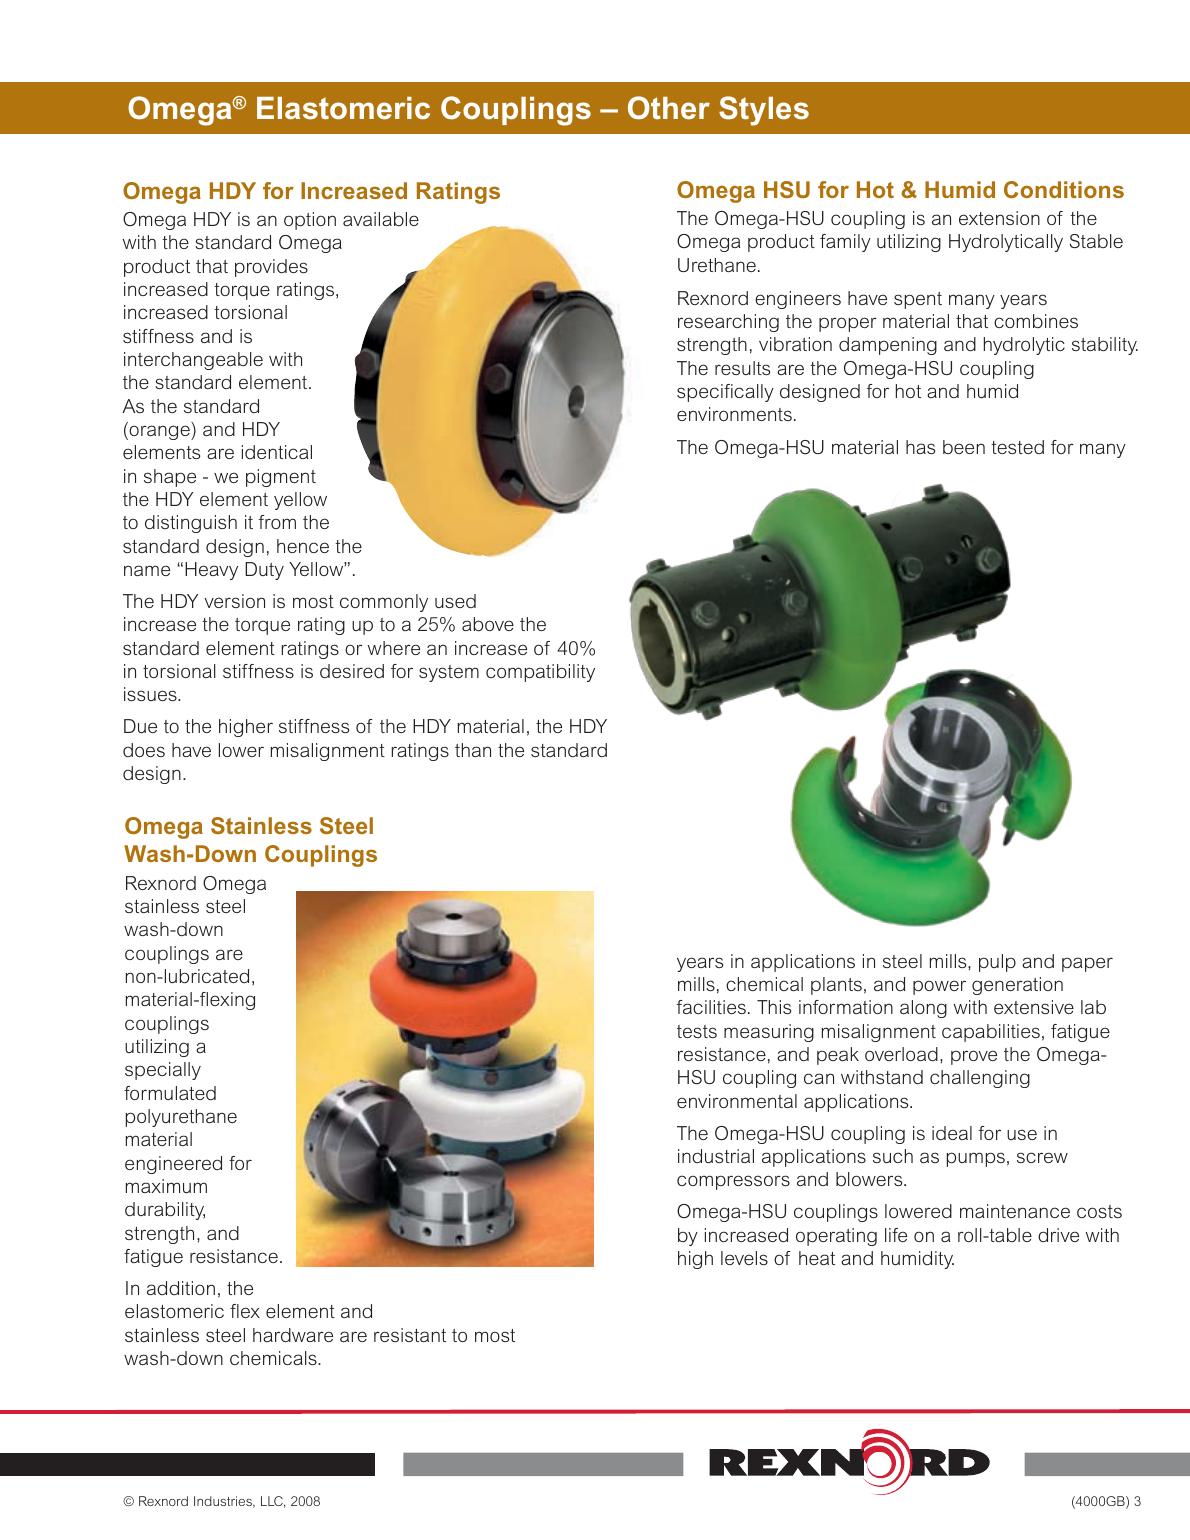 Omega® Elastomeric Couplings – Other Styles
Omega HDY for Increased Ratings
Omega HDY is an option available
with the standard Omega
product that provides
increased torque ratings,
increased torsional
stiffness and is
interchangeable with
the standard element.
As the standard
(orange) and HDY
elements are identical
in shape - we pigment
the HDY element yellow
to distinguish it from the
standard design, hence the
name “Heavy Duty Yellow”.
The HDY version is most commonly used
increase the torque rating up to a 25% above the
standard element ratings or where an increase of 40%
in torsional stiffness is desired for system compatibility
issues.
Due to the higher stiffness of the HDY material, the HDY
does have lower misalignment ratings than the standard
design.
Omega Stainless Steel
Wash-Down Couplings
Rexnord Omega
stainless steel
wash-down
couplings are
non-lubricated,
material-flexing
couplings
utilizing a
specially
formulated
polyurethane
material
engineered for
maximum
durability,
strength, and
fatigue resistance.
In addition, the
elastomeric flex element and
stainless steel hardware are resistant to most
wash-down chemicals.
Omega HSU for Hot & Humid Conditions
The Omega-HSU coupling is an extension of the
Omega product family utilizing Hydrolytically Stable
Urethane.
Rexnord engineers have spent many years
researching the proper material that combines
strength, vibration dampening and hydrolytic stability.
The results are the Omega-HSU coupling
specifically designed for hot and humid
environments.
The Omega-HSU material has been tested for many
years in applications in steel mills, pulp and paper
mills, chemical plants, and power generation
facilities. This information along with extensive lab
tests measuring misalignment capabilities, fatigue
resistance, and peak overload, prove the Omega-
HSU coupling can withstand challenging
environmental applications.
The Omega-HSU coupling is ideal for use in
industrial applications such as pumps, screw
compressors and blowers.
Omega-HSU couplings lowered maintenance costs
by increased operating life on a roll-table drive with
high levels of heat and humidity.
REXNORD
© Rexnord Industries, LLC, 2008
(4000GB) 3